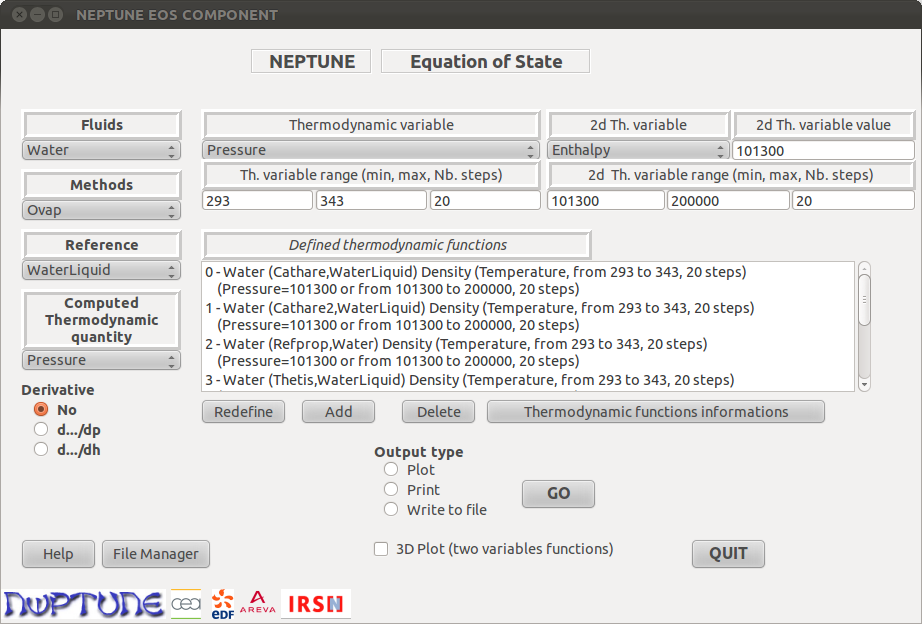 NEPTUNE EOS COMPONENT
NEPTUNE Equation of State
Fluids
Water
Methods
Ovap
Reference
WaterLiquid
Computed
Thermodynamic
quantity
Pressure
Derivative
No
d.../dp
d.../dh
Thermodynamic variable
Pressure
Th. variable range (min, max, Nb. steps)
293 343 20
2d Th. variable
Enthalpy
2d Th. variable value
101300
2d Th. variable range (min, max, Nb. steps)
101300 200000 20
Defined thermodynamic functions
0 - Water (Cathare,WaterLiquid) Density (Temperature, from 293 to 343, 20 steps)
(Pressure=101300 or from 101300 to 200000, 20 steps)
1 - Water (Cathare2,WaterLiquid) Density (Temperature, from 293 to 343, 20 steps)
(Pressure=101300 or from 101300 to 200000, 20 steps)
2 - Water (Refprop,Water) Density (Temperature, from 293 to 343, 20 steps)
(Pressure=101300 or from 101300 to 200000, 20 steps)
3 - Water (Thetis,WaterLiquid) Density (Temperature, from 293 to 343, 20 steps)
Redefine Add Delete Thermodynamic functions informations
Output type
Plot
Print
Write to file
GO
3D Plot (two variables functions)
Help File Manager QUIT
NEPTUNE cea EDF AREVA IRSN